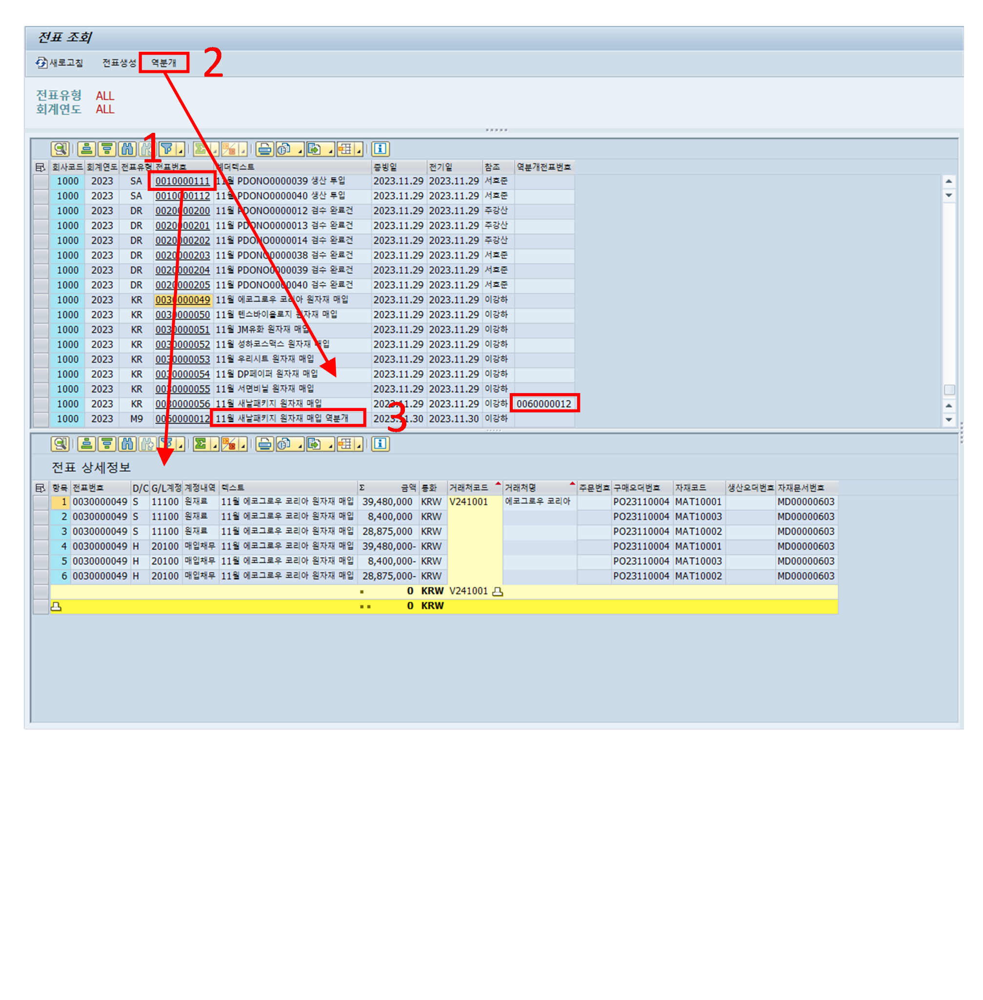 전표 조회
새로고침 전표생성 역분개 2
전표유형 ALL
회계연도 ALL
1
회사코드 회계연도 전표유형 전표번호 헤더텍스트 증빙일 전기일 참조 역분개전표번호
1000 2023 SA 0010000111 11월 PDONO0000039 생산 투입 2023.11.29 2023.11.29 서호준
1000 2023 SA 0010000112 11월 PDONO0000040 생산 투입 2023.11.29 2023.11.29 서호준
1000 2023 DR 0020000200 11월 PDONO0000012 검수 완료건 2023.11.29 2023.11.29 주강산
1000 2023 DR 0020000201 11월 PDONO0000013 검수 완료건 2023.11.29 2023.11.29 주강산
1000 2023 DR 0020000202 11월 PDONO0000014 검수 완료건 2023.11.29 2023.11.29 주강산
1000 2023 DR 0020000203 11월 PDONO0000038 검수 완료건 2023.11.29 2023.11.29 서호준
1000 2023 DR 0020000204 11월 PDONO0000039 검수 완료건 2023.11.29 2023.11.29 서호준
1000 2023 DR 0020000205 11월 PDONO0000040 검수 완료건 2023.11.29 2023.11.29 서호준
1000 2023 KR 0030000049 11월 에코그로우 코리아 원자재 매입 2023.11.29 2023.11.29 이강하
1000 2023 KR 0030000050 11월 텐스바이올로지 원자재 매입 2023.11.29 2023.11.29 이강하
1000 2023 KR 0030000051 11월 JM유화 원자재 매입 2023.11.29 2023.11.29 이강하
1000 2023 KR 0030000052 11월 성하코스맥스 원자재 매입 2023.11.29 2023.11.29 이강하
1000 2023 KR 0030000053 11월 우리시트 원자재 매입 2023.11.29 2023.11.29 이강하
1000 2023 KR 0030000054 11월 DP페이퍼 원자재 매입 2023.11.29 2023.11.29 이강하
1000 2023 KR 0030000055 11월 서면비닐 원자재 매입 2023.11.29 2023.11.29 이강하
1000 2023 KR 0030000056 11월 새날패키지 원자재 매입 2023.11.29 2023.11.29 이강하 0060000012
1000 2023 M9 0060000012 11월 새날패키지 원자재 매입 역분개 2023.11.30 2023.11.30 이강하
3
전표 상세정보
항목 전표번호 D/C G/L계정 계정내역 텍스트 Σ 금액 통화 거래처코드 거래처명 주문번호 구매오더번호 자재코드 생산오더번호 자재문서번호
1 0030000049 S 11100 원재료 11월 에코그로우 코리아 원자재 매입 39,480,000 KRW V241001 에코그로우 코리아 PO23110004 MAT10001 MD00000603
2 0030000049 S 11100 원재료 11월 에코그로우 코리아 원자재 매입 8,400,000 KRW PO23110004 MAT10003 MD00000603
3 0030000049 S 11100 원재료 11월 에코그로우 코리아 원자재 매입 28,875,000 KRW PO23110004 MAT10002 MD00000603
4 0030000049 H 20100 매입채무 11월 에코그로우 코리아 원자재 매입 39,480,000- KRW PO23110004 MAT10001 MD00000603
5 0030000049 H 20100 매입채무 11월 에코그로우 코리아 원자재 매입 8,400,000- KRW PO23110004 MAT10003 MD00000603
6 0030000049 H 20100 매입채무 11월 에코그로우 코리아 원자재 매입 28,875,000- KRW PO23110004 MAT10002 MD00000603
0 KRW V241001
0 KRW